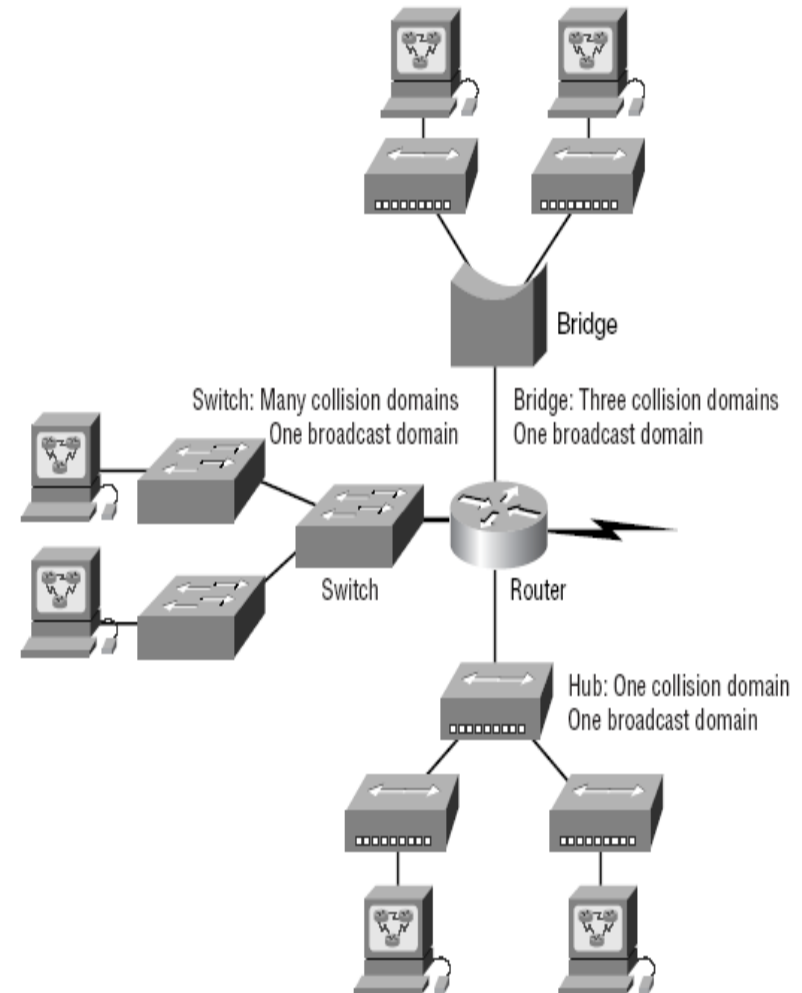 Bridge
Switch: Many collision domains
One broadcast domain
Bridge: Three collision domains
One broadcast domain
Switch
Router
Hub: One collision domain
One broadcast domain